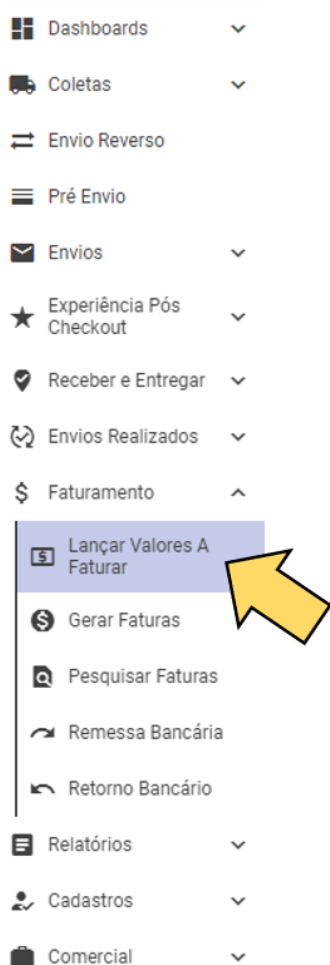 Dashboards
Coletas
Envio Reverso
Pré Envio
Envios
Experiência Pós
Checkout
Receber e Entregar
Envios Realizados
Faturamento
Lançar Valores A
Faturar
Gerar Faturas
Pesquisar Faturas
Remessa Bancária
Retorno Bancário
Relatórios
Cadastros
Comercial